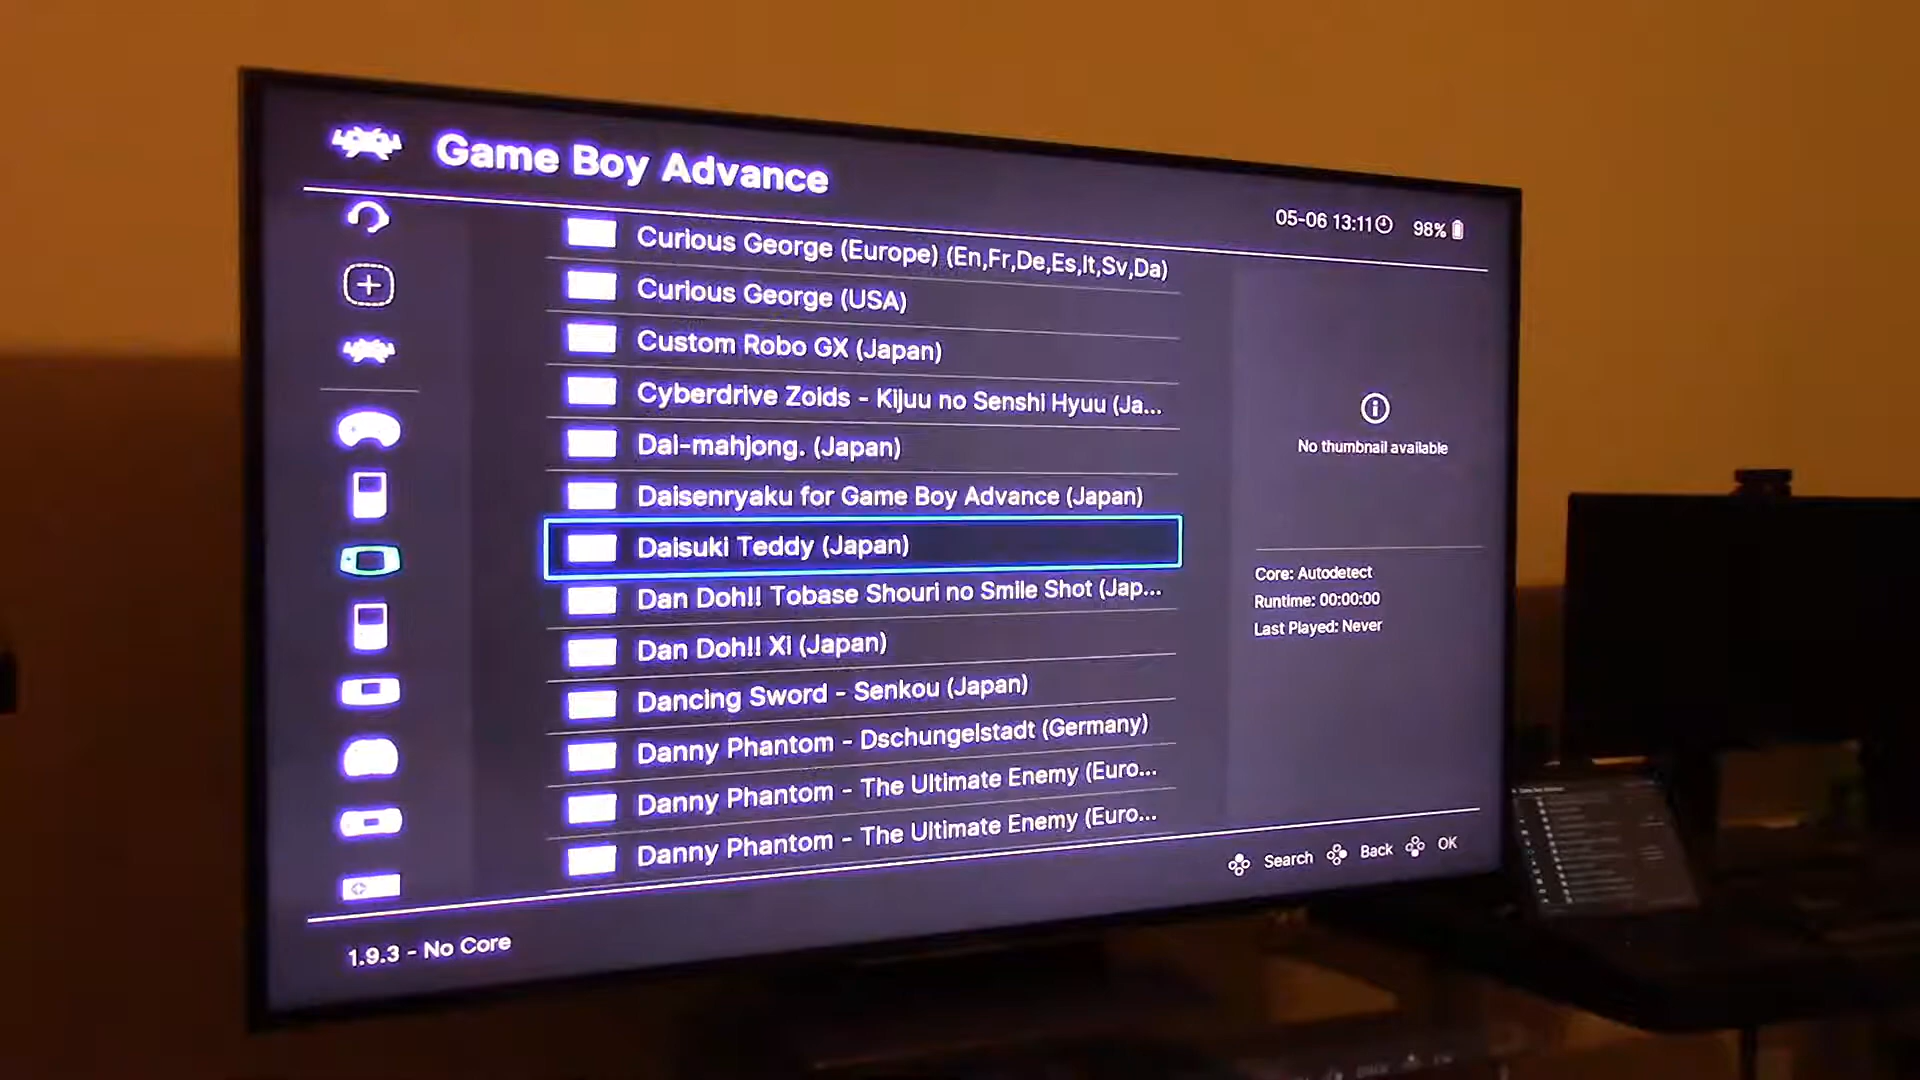 Game Boy Advance
05-06 13:11 98%
Curious George (Europe) (En,Fr,De,Es,It,Sv,Da)
Curious George (USA)
Custom Robo GX (Japan)
Cyberdrive Zoids - Kijuu no Senshi Hyuu (Ja...
Dai-mahjong. (Japan)
Daisenryaku for Game Boy Advance (Japan)
Daisuki Teddy (Japan)
Dan Doh!! Tobase Shouri no Smile Shot (Jap...
Dan Doh!! Xi (Japan)
Dancing Sword - Senkou (Japan)
Danny Phantom - Dschungelstadt (Germany)
Danny Phantom - The Ultimate Enemy (Euro...
Danny Phantom - The Ultimate Enemy (Euro...
No thumbnail available
Core: Autodetect
Runtime: 00:00:00
Last Played: Never
Search Back OK
1.9.3 - No Core